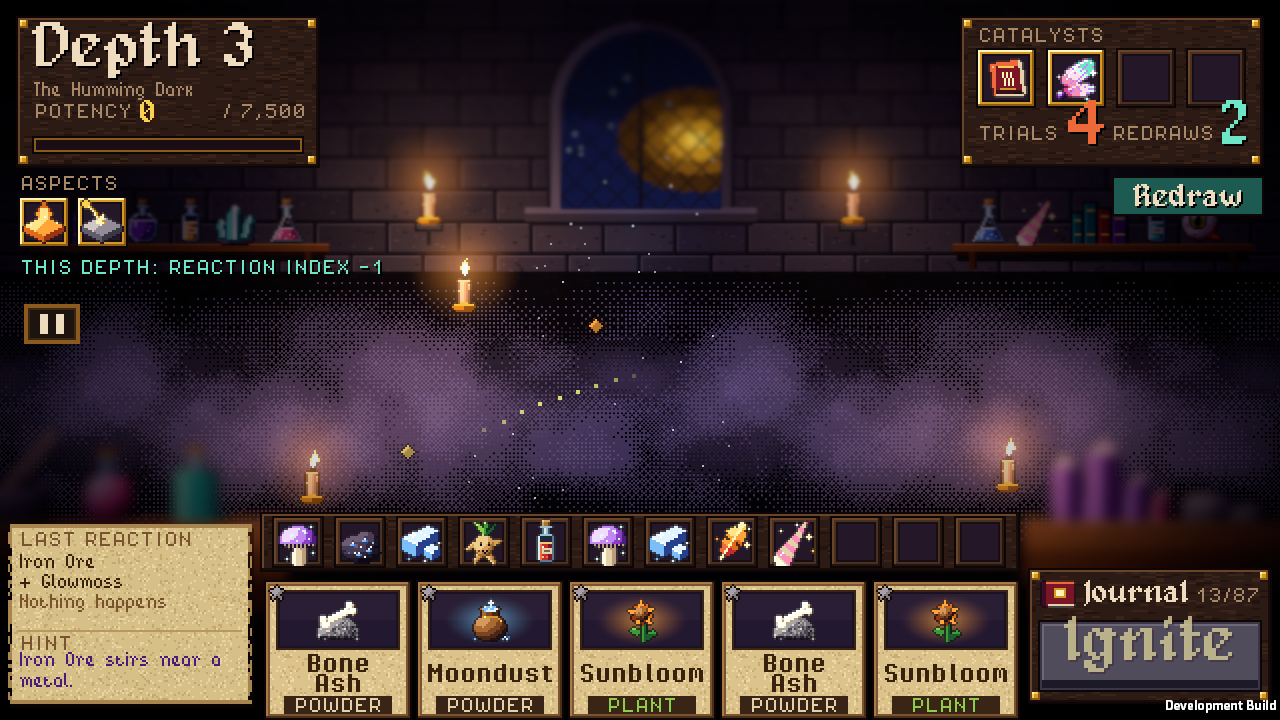 Depth 3
The Humming Dark
POTENCY 0 / 7,500
ASPECTS
THIS DEPTH: REACTION INDEX -1
CATALYSTS
TRIALS 4 REDRAWS 2
Redraw
LAST REACTION
Iron Ore
+ Glowmoss
Nothing happens
HINT
Iron Ore stirs near a
metal.
Bone
Ash
POWDER
Moondust
POWDER
Sunbloom
PLANT
Bone
Ash
POWDER
Sunbloom
PLANT
Journal 13/87
Ignite
Development Build